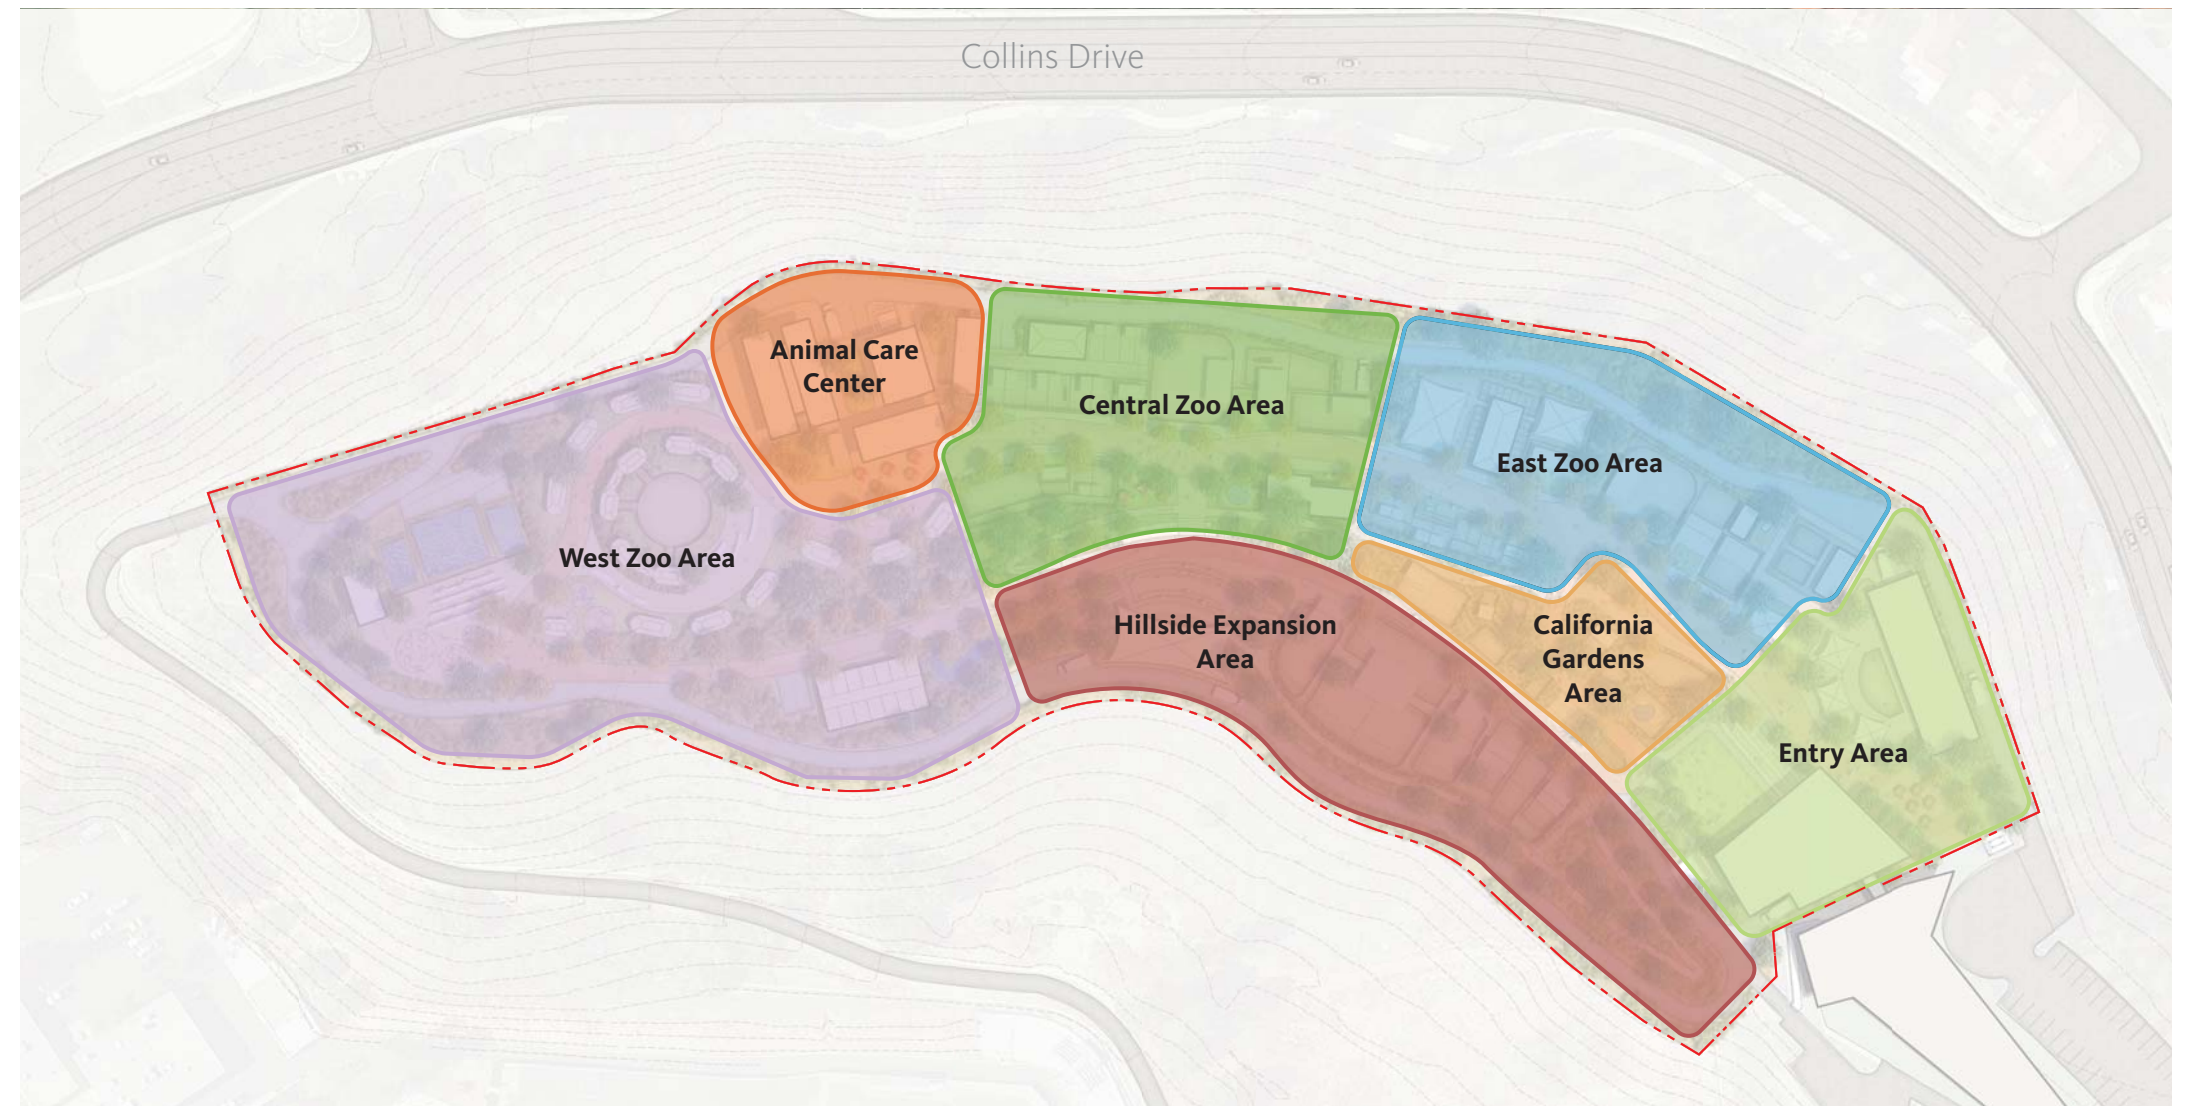 Collins Drive
Animal Care
Center
Central Zoo Area
East Zoo Area
West Zoo Area
Hillside Expansion
Area
California
Gardens
Area
Entry Area